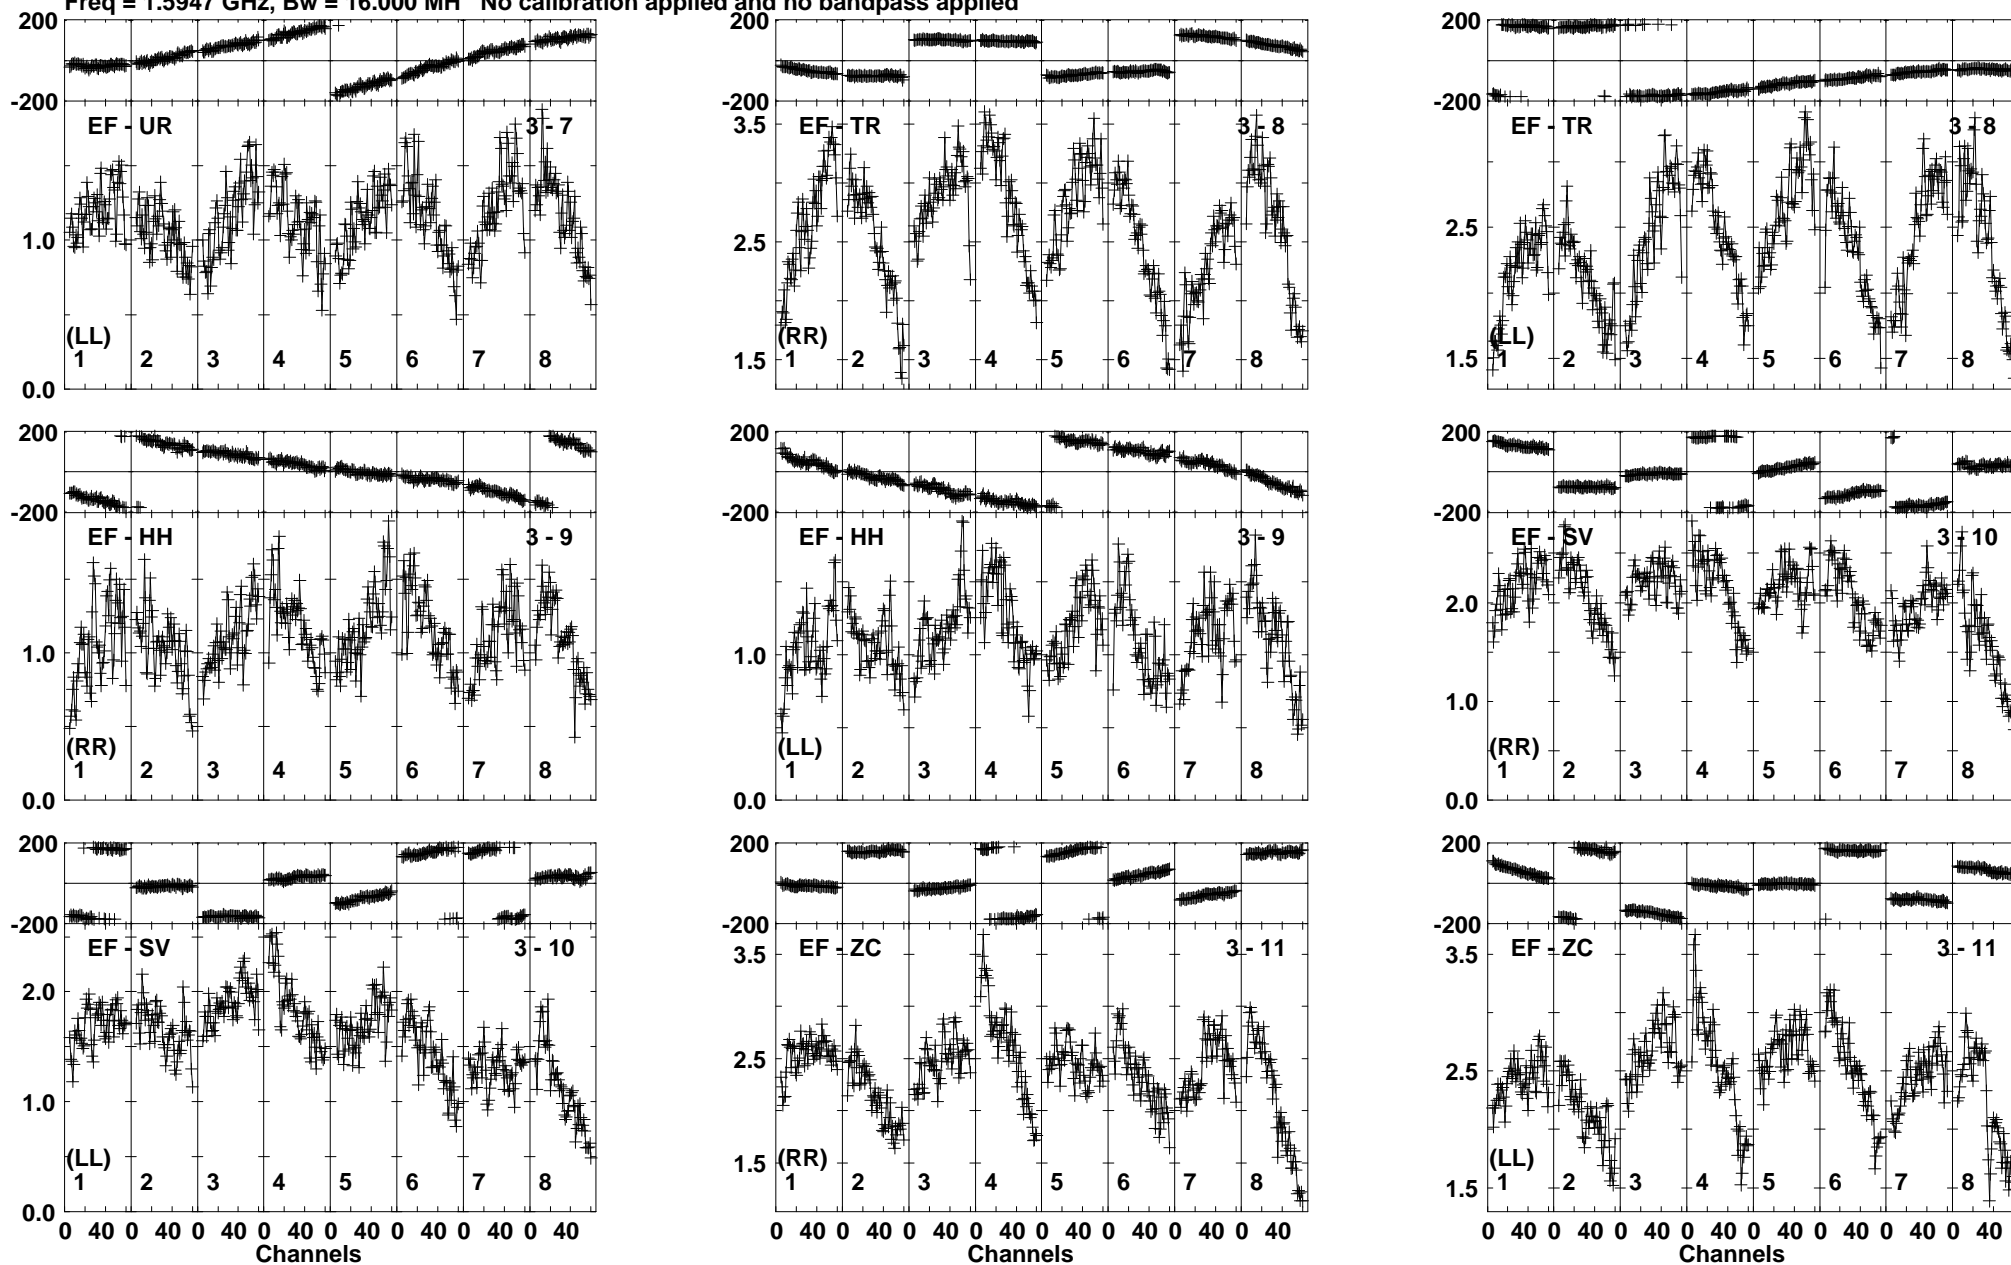 Freq = 1.5947 GHz, Bw = 16.000 MH No calibration applied and no bandpass applied
200 200 200
-200 -200 -200
EF - UR 3 - 7 EF - TR 3 - 8 EF - TR 3 - 8
3.5
2.5 2.5
1.0
(LL) (RR) (LL)
1 2 3 4 5 6 7 8 1.5 1 2 3 4 5 6 7 8 1.5 1 2 3 4 5 6 7 8
0.0
200 200 200
-200 -200 -200
EF - HH 3 - 9 EF - HH 3 - 9 EF - SV 3 - 10
2.0
1.0 1.0
1.0
(RR) (LL) (RR)
1 2 3 4 5 6 7 8 1 2 3 4 5 6 7 8 1 2 3 4 5 6 7 8
0.0 0.0 0.0
200 200 200
-200 -200 -200
EF - SV 3 - 10 EF - ZC 3 - 11 EF - ZC 3 - 11
3.5 3.5
2.0
2.5 2.5
1.0
(LL) 1.5 (RR) (LL)
1 2 3 4 5 6 7 8 1 2 3 4 5 6 7 8 1.5 1 2 3 4 5 6 7 8
0.0
0 40 0 40 0 40 0 40 0 40 0 40 0 40 0 40 0 40 0 40 0 40 0 40 0 40 0 40 0 40 0 40 0 40 0 40 0 40 0 40 0 40 0 40 0 40 0 40
Channels Channels Channels